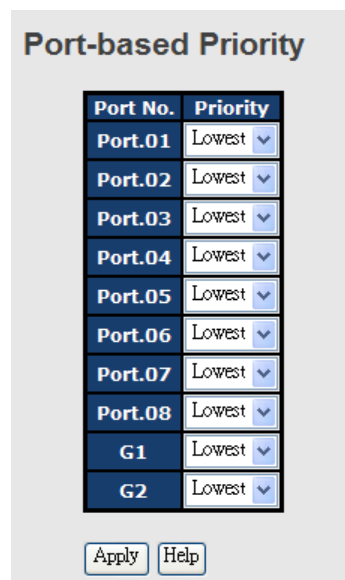 Port-based Priority
Port No. Priority
Port.01 Lowest
Port.02 Lowest
Port.03 Lowest
Port.04 Lowest
Port.05 Lowest
Port.06 Lowest
Port.07 Lowest
Port.08 Lowest
G1 Lowest
G2 Lowest
Apply Help